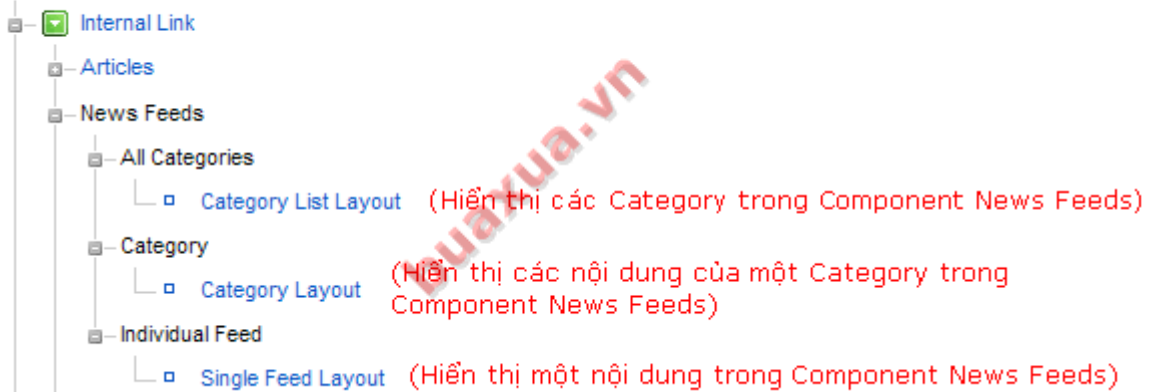 Internal Link
Articles
News Feeds
All Categories
Category List Layout (Hiển thị các Category trong Component News Feeds)
Category
Category Layout (Hiển thị các nội dung của một Category trong
Component News Feeds)
Individual Feed
Single Feed Layout (Hiển thị một nội dung trong Component News Feeds)
buaxua.vn